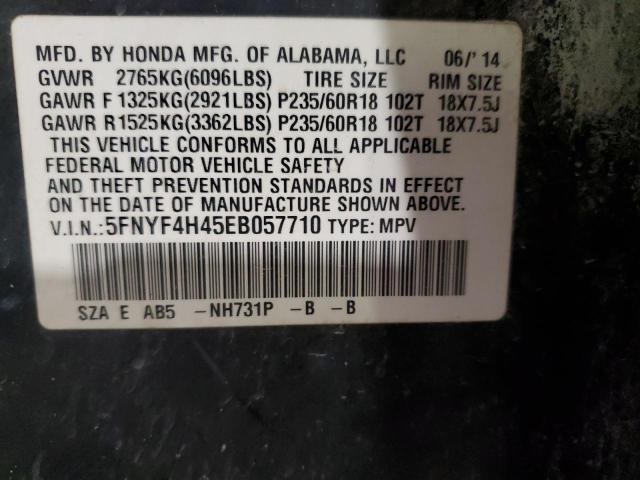 MFD. BY HONDA MFG. OF ALABAMA, LLC 06/'14
GVWR 2765KG(6096LBS) TIRE SIZE RIM SIZE
GAWR F1325KG(2921LBS) P235/60R18 102T 18X7.5J
GAWR R1525KG(3362LBS) P235/60R18 102T 18X7.5J
THIS VEHICLE CONFORMS TO ALL APPLICABLE
FEDERAL MOTOR VEHICLE SAFETY
AND THEFT PREVENTION STANDARDS IN EFFECT
ON THE DATE OF MANUFACTURE SHOWN ABOVE.
V.I.N.:5FNYF4H45EB057710 TYPE: MPV
SZA E AB5 -NH731P -B -B